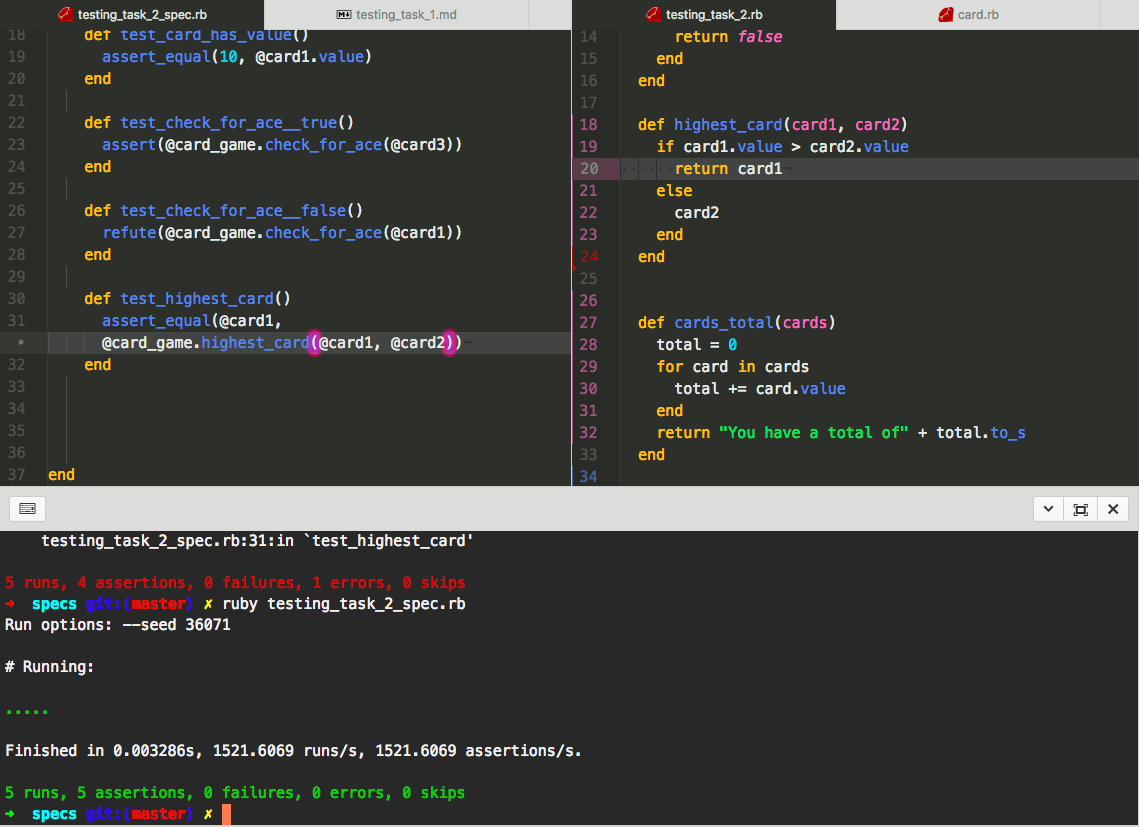 testing_task_2_spec.rb
testing_task_1.md
18 def test_card_has_value()
19 assert_equal(10, @card1.value)
20 end
21
22 def test_check_for_ace__true()
23 assert(@card_game.check_for_ace(@card3))
24 end
25
26 def test_check_for_ace__false()
27 refute(@card_game.check_for_ace(@card1))
28 end
29
30 def test_highest_card()
31 assert_equal(@card1,
• @card_game.highest_card(@card1, @card2))¬
32 end
33
34
35
36
37 end
testing_task_2.rb
card.rb
14 return false
15 end
16 end
17
18 def highest_card(card1, card2)
19 if card1.value > card2.value
20 ······return card1¬
21 else
22 card2
23 end
24 end
25
26
27 def cards_total(cards)
28 total = 0
29 for card in cards
30 total += card.value
31 end
32 return "You have a total of" + total.to_s
33 end
34
testing_task_2_spec.rb:31:in `test_highest_card'
5 runs, 4 assertions, 0 failures, 1 errors, 0 skips
➜ specs git:(master) ✗ ruby testing_task_2_spec.rb
Run options: --seed 36071
# Running:
.....
Finished in 0.003286s, 1521.6069 runs/s, 1521.6069 assertions/s.
5 runs, 5 assertions, 0 failures, 0 errors, 0 skips
➜ specs git:(master) ✗